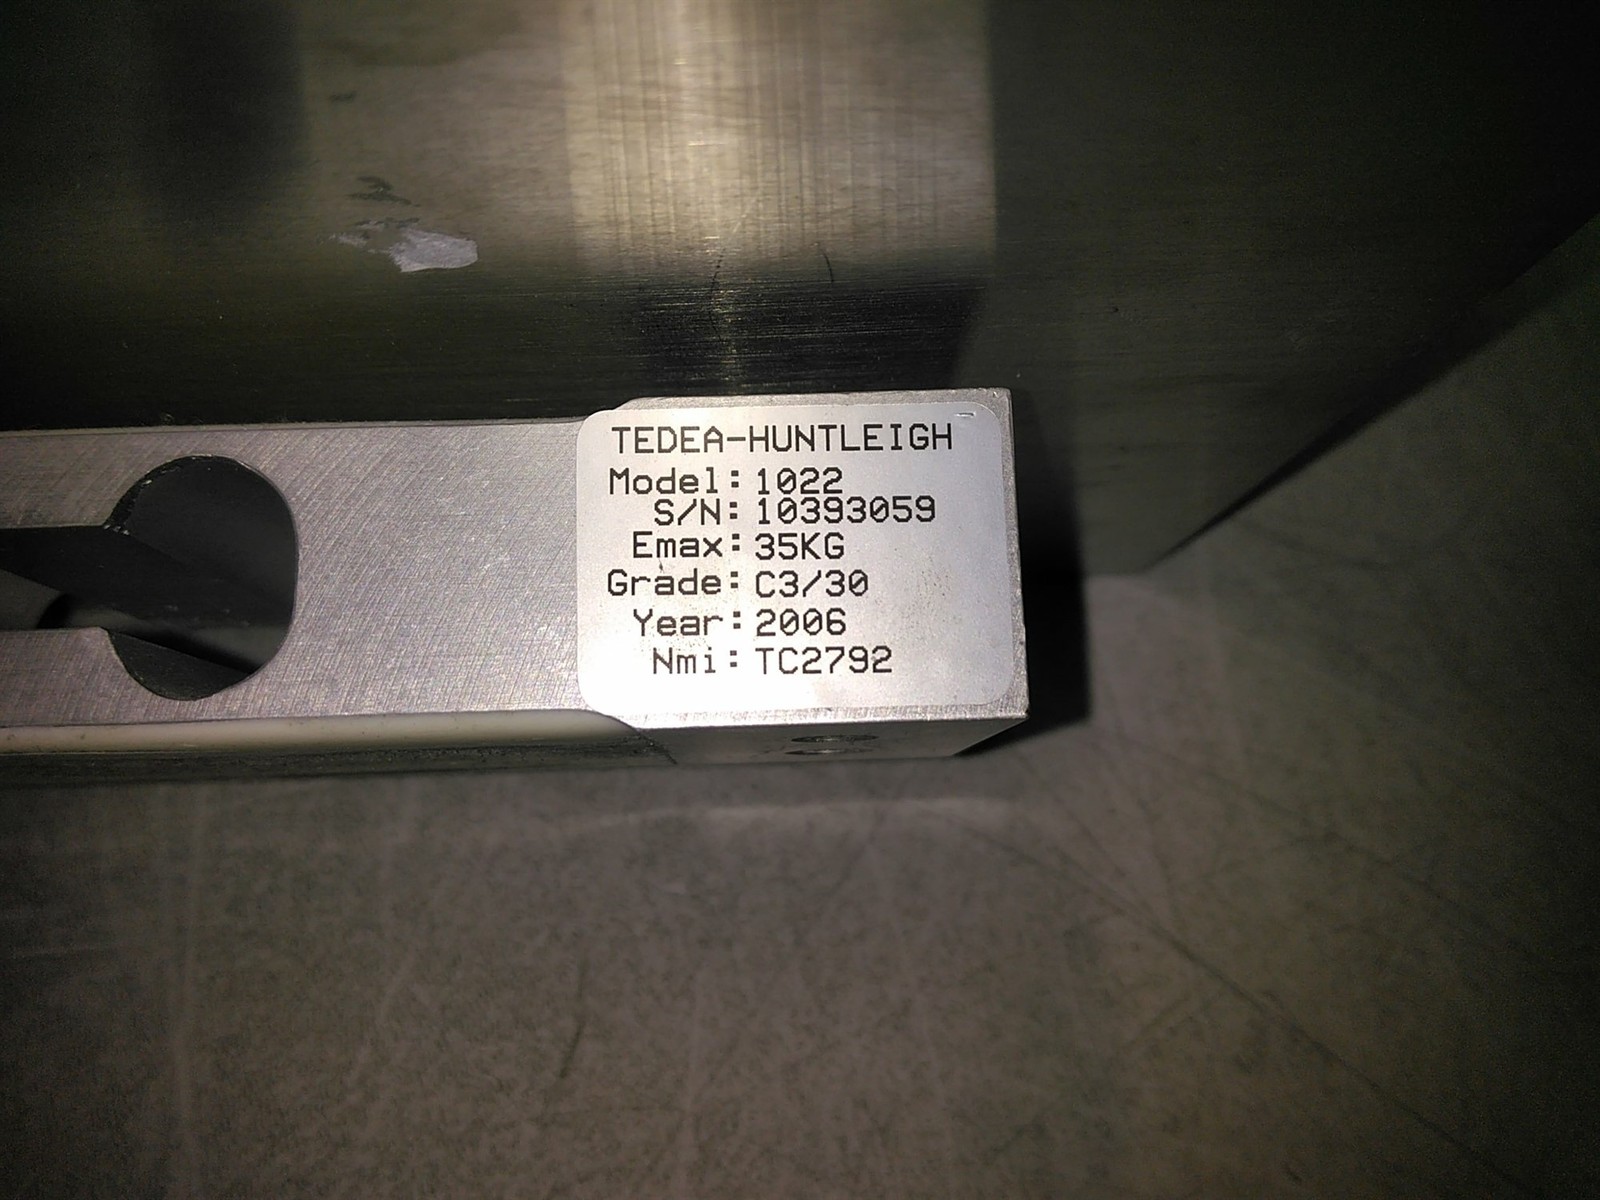 TEDEA-HUNTLEIGH
Model: 1022
S/N: 10393059
Emax: 35KG
Grade: C3/30
Year: 2006
Nmi: TC2792